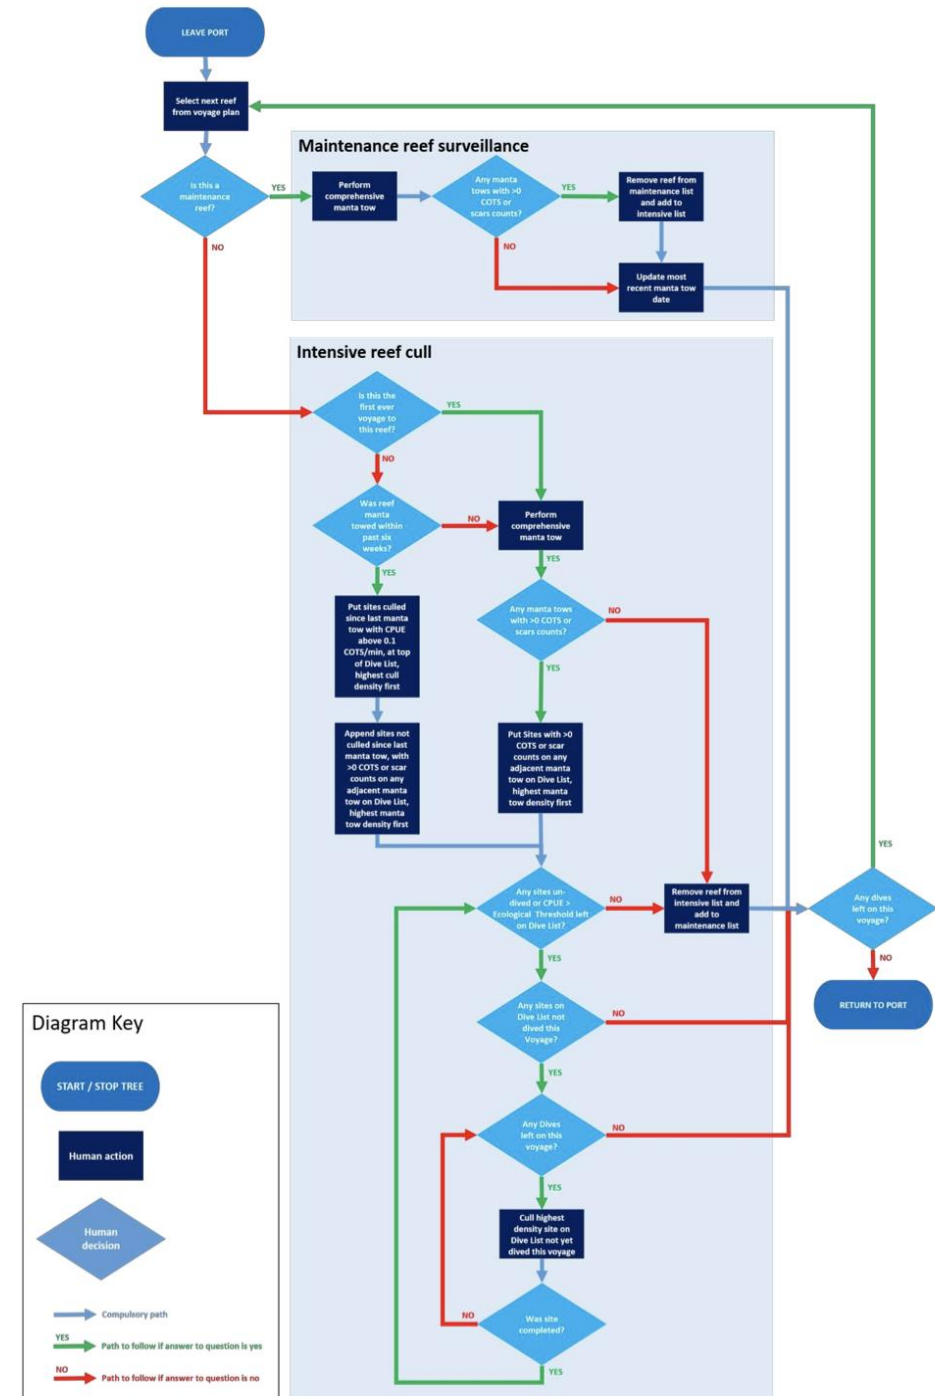 LEAVE PORT
Select next reef
from voyage plan
Maintenance reef surveillance
Is this a
maintenance
reef?
YES
Perform
comprehensive
manta tow
Any manta
tows with >0
COTS or
scars counts?
YES
Remove reef from
maintenance list
and add to
intensive list
NO
NO
Update most
recent manta tow
date
Intensive reef cull
Is this the
first ever
voyage to
this reef?
YES
NO
Was reef
manta
towed within
past six
weeks?
NO
Perform
comprehensive
manta tow
YES
YES
Put sites culled
since last manta
tow with CPUE
above 0.1
COTS/min, at top
of Dive List,
highest cull
density first
Any manta tows
with >0 COTS or
scars counts?
NO
YES
Append sites not
culled since last
manta tow, with
>0 COTS or scar
counts on any
adjacent manta
tow on Dive List,
highest manta
tow density first
Put Sites with >0
COTS or scar
counts on any
adjacent manta
tow on Dive List,
highest manta
tow density first
YES
Any sites un-
dived or CPUE >
Ecological Threshold left
on Dive List?
NO
Remove reef from
intensive list and
add to
maintenance list
Any dives
left on this
voyage?
YES
NO
RETURN TO PORT
Any sites on
Dive List not
dived this
Voyage?
NO
YES
Any Dives
left on this
voyage?
NO
YES
Cull highest
density site on
Dive List not yet
dived this voyage
Was site
completed?
NO
YES
Diagram Key
START / STOP TREE
Human action
Human
decision
Compulsory path
YES
Path to follow if answer to question is yes
NO
Path to follow if answer to question is no